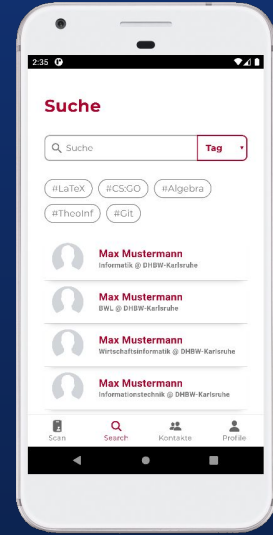 2:35
Suche
Suche
Tag
#LaTeX #CS:GO #Algebra
#TheoInf #Git
Max Mustermann
Informatik @ DHBW-Karlsruhe
Max Mustermann
BWL @ DHBW-Karlsruhe
Max Mustermann
Wirtschaftsinformatik @ DHBW-Karlsruhe
Max Mustermann
Informationstechnik @ DHBW-Karlsruhe
Scan Search Kontakte Profile